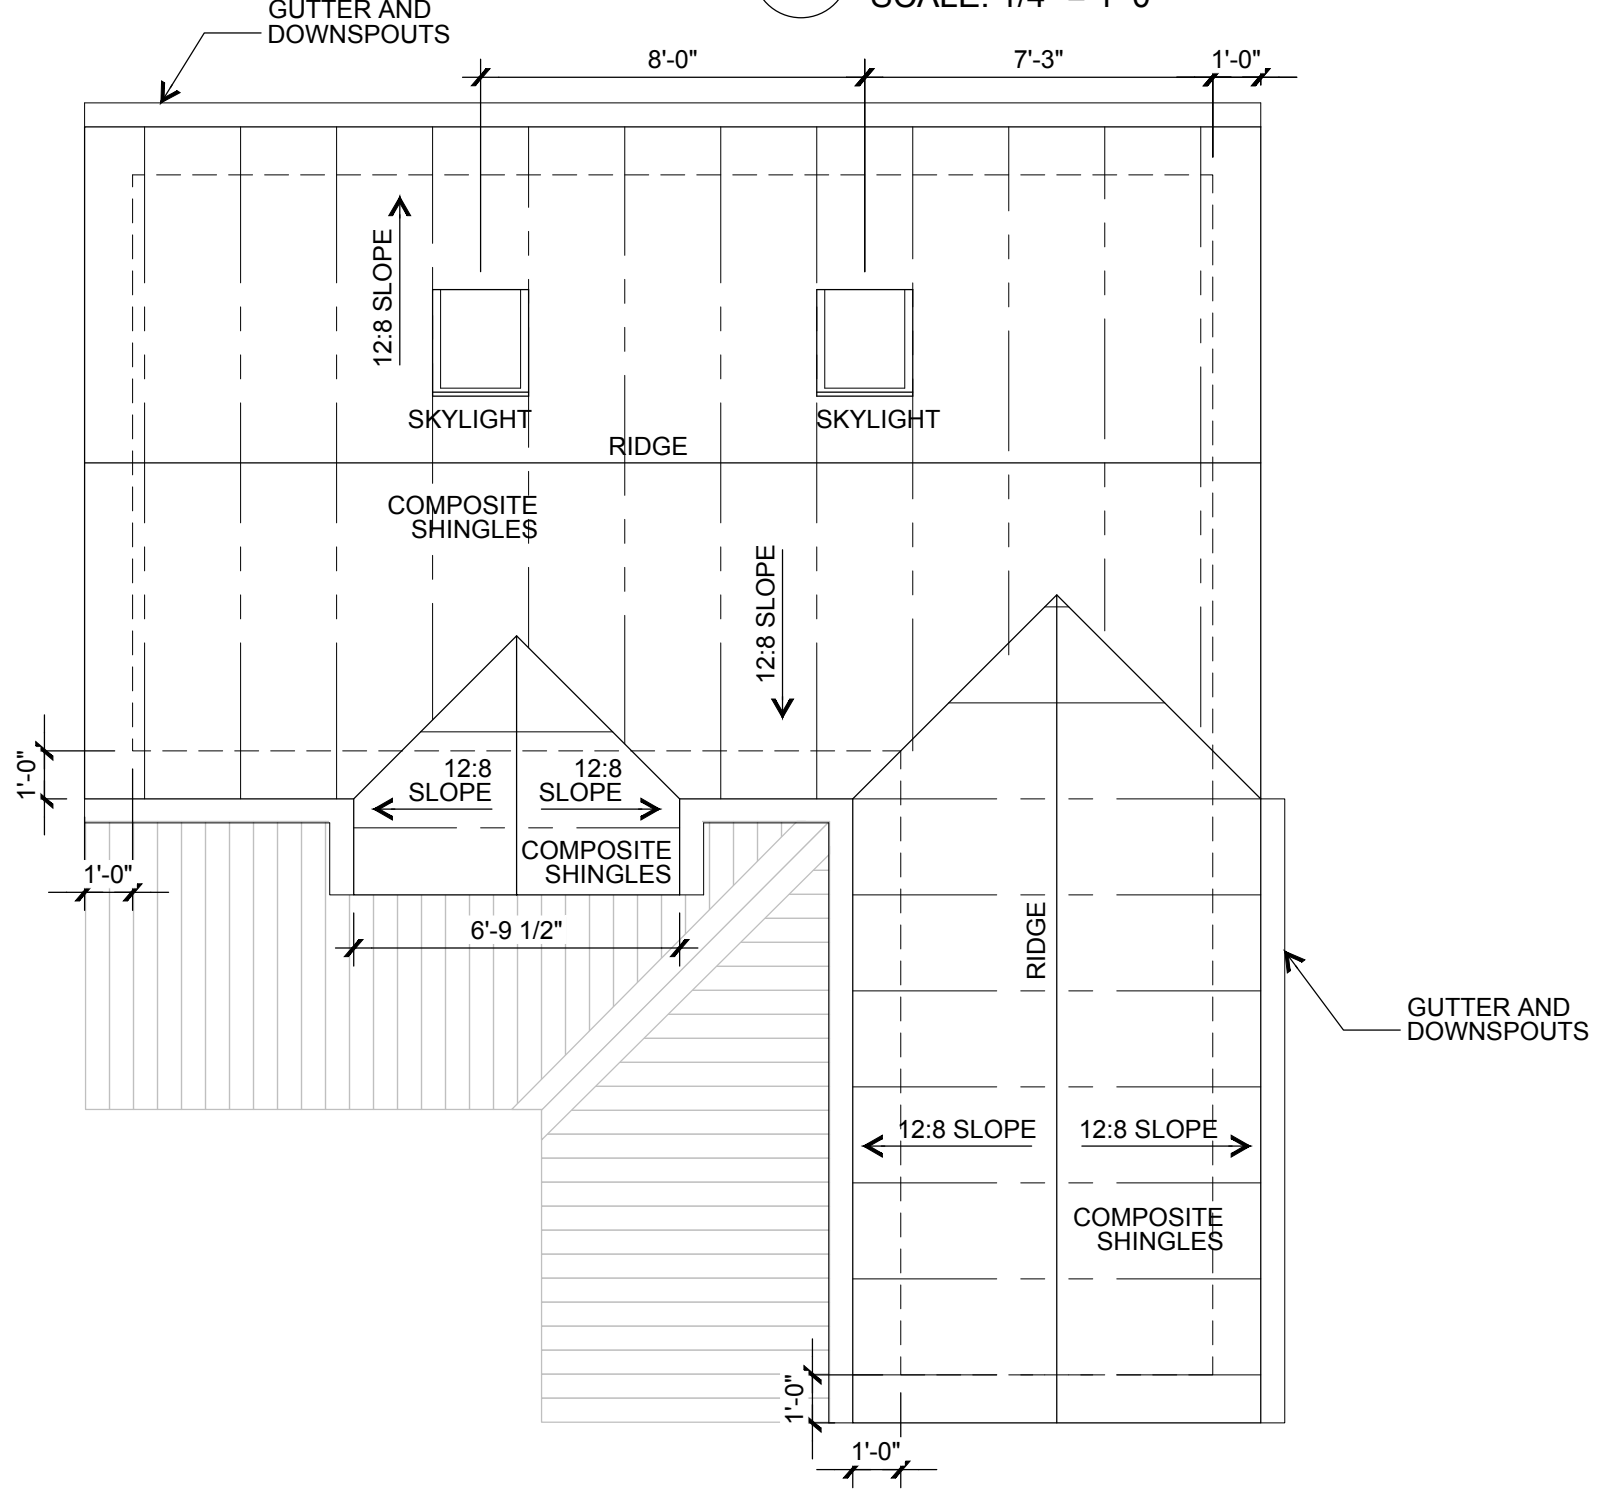 GUTTER AND
DOWNSPOUTS
8'-0"
7'-3"
1'-0"
12:8 SLOPE
SKYLIGHT
SKYLIGHT
RIDGE
COMPOSITE
SHINGLES
12:8 SLOPE
1'-0"
12:8
SLOPE
12:8
SLOPE
COMPOSITE
SHINGLES
1'-0"
6'-9 1/2"
RIDGE
GUTTER AND
DOWNSPOUTS
12:8 SLOPE
12:8 SLOPE
COMPOSITE
SHINGLES
1'-0"
1'-0"